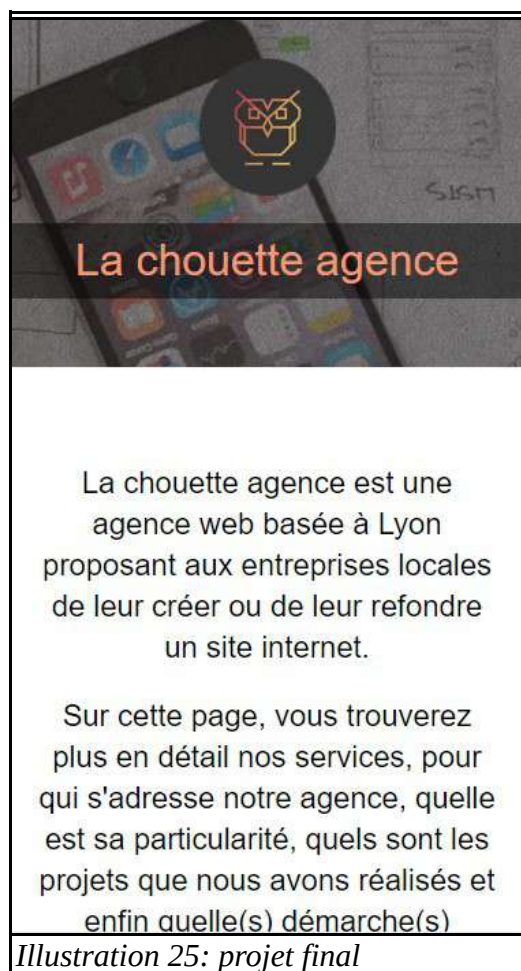 La chouette agence
La chouette agence est une
agence web basée à Lyon
proposant aux entreprises locales
de leur créer ou de leur refondre
un site internet.
Sur cette page, vous trouverez
plus en détail nos services, pour
qui s'adresse notre agence, quelle
est sa particularité, quels sont les
projets que nous avons réalisés et
enfin quelle(s) démarche(s)
Illustration 25: projet final